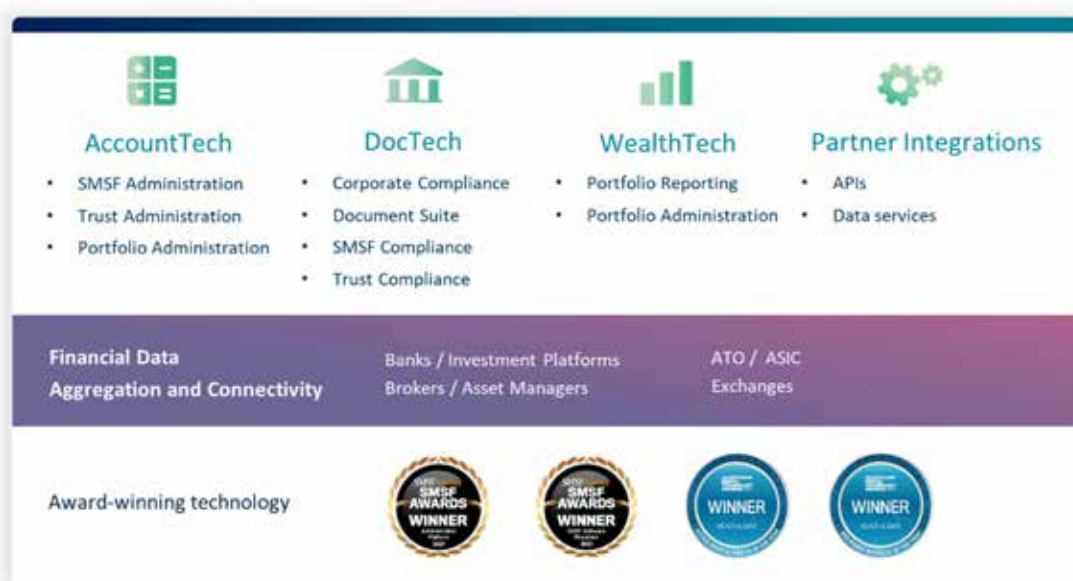 AccountTech
• SMSF Administration
• Trust Administration
• Portfolio Administration
DocTech
• Corporate Compliance
• Document Suite
• SMSF Compliance
• Trust Compliance
WealthTech
• Portfolio Reporting
• Portfolio Administration
Partner Integrations
• APIs
• Data services
Financial Data
Aggregation and Connectivity
Banks / Investment Platforms
Brokers / Asset Managers
ATO / ASIC
Exchanges
Award-winning technology
SMSF
AWARDS
WINNER
SMSF
AWARDS
WINNER
WINNER
WINNER